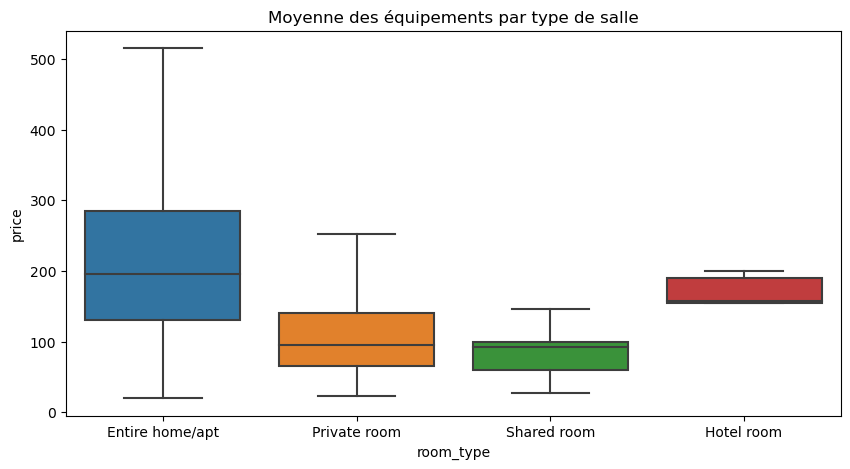 Moyenne des équipements par type de salle
500
400
300
200
100
0
price
Entire home/apt
Private room
Shared room
Hotel room
room_type